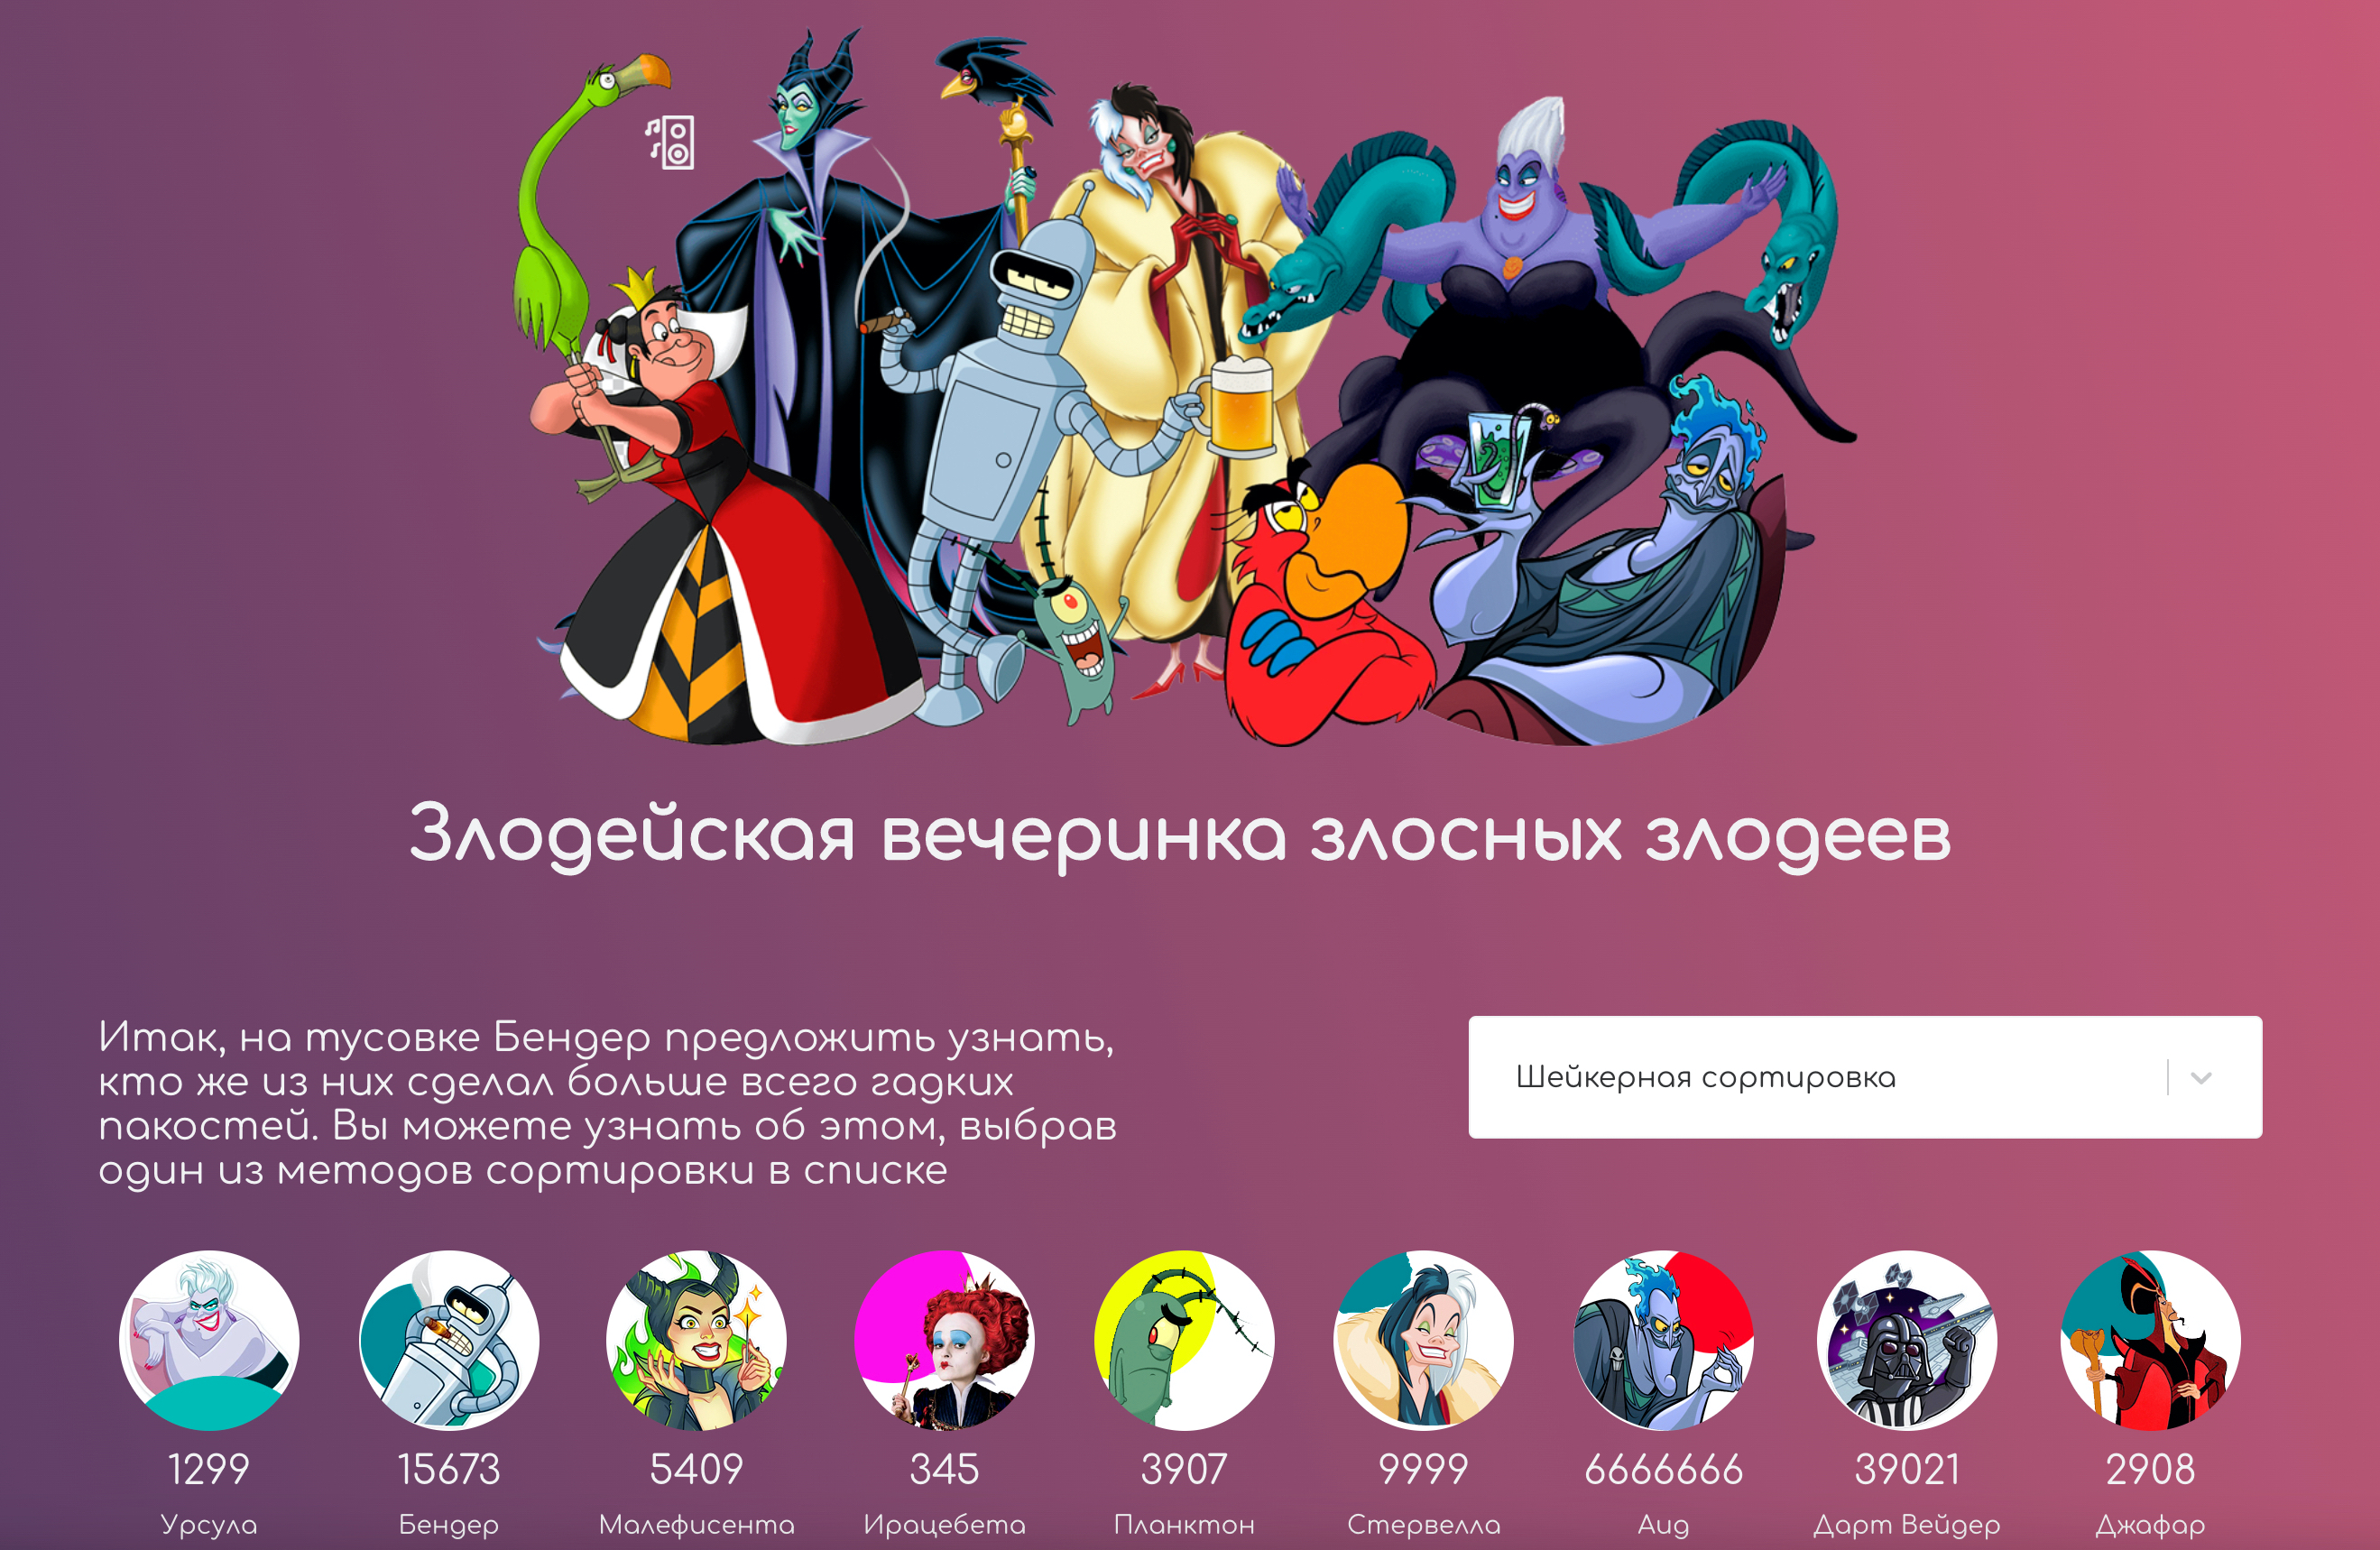 Злодейская вечеринка злосных злодеев
Итак, на тусовке Бендер предложить узнать,
кто же из них сделал больше всего гадких
пакостей. Вы можете узнать об этом, выбрав
один из методов сортировки в списке
Шейкерная сортировка
1299 15673 5409 345 3907 9999 6666666 39021 2908
Урсула Бендер Малефисента Ирацебета Планктон Стервелла Аид Дарт Вейдер Джафар